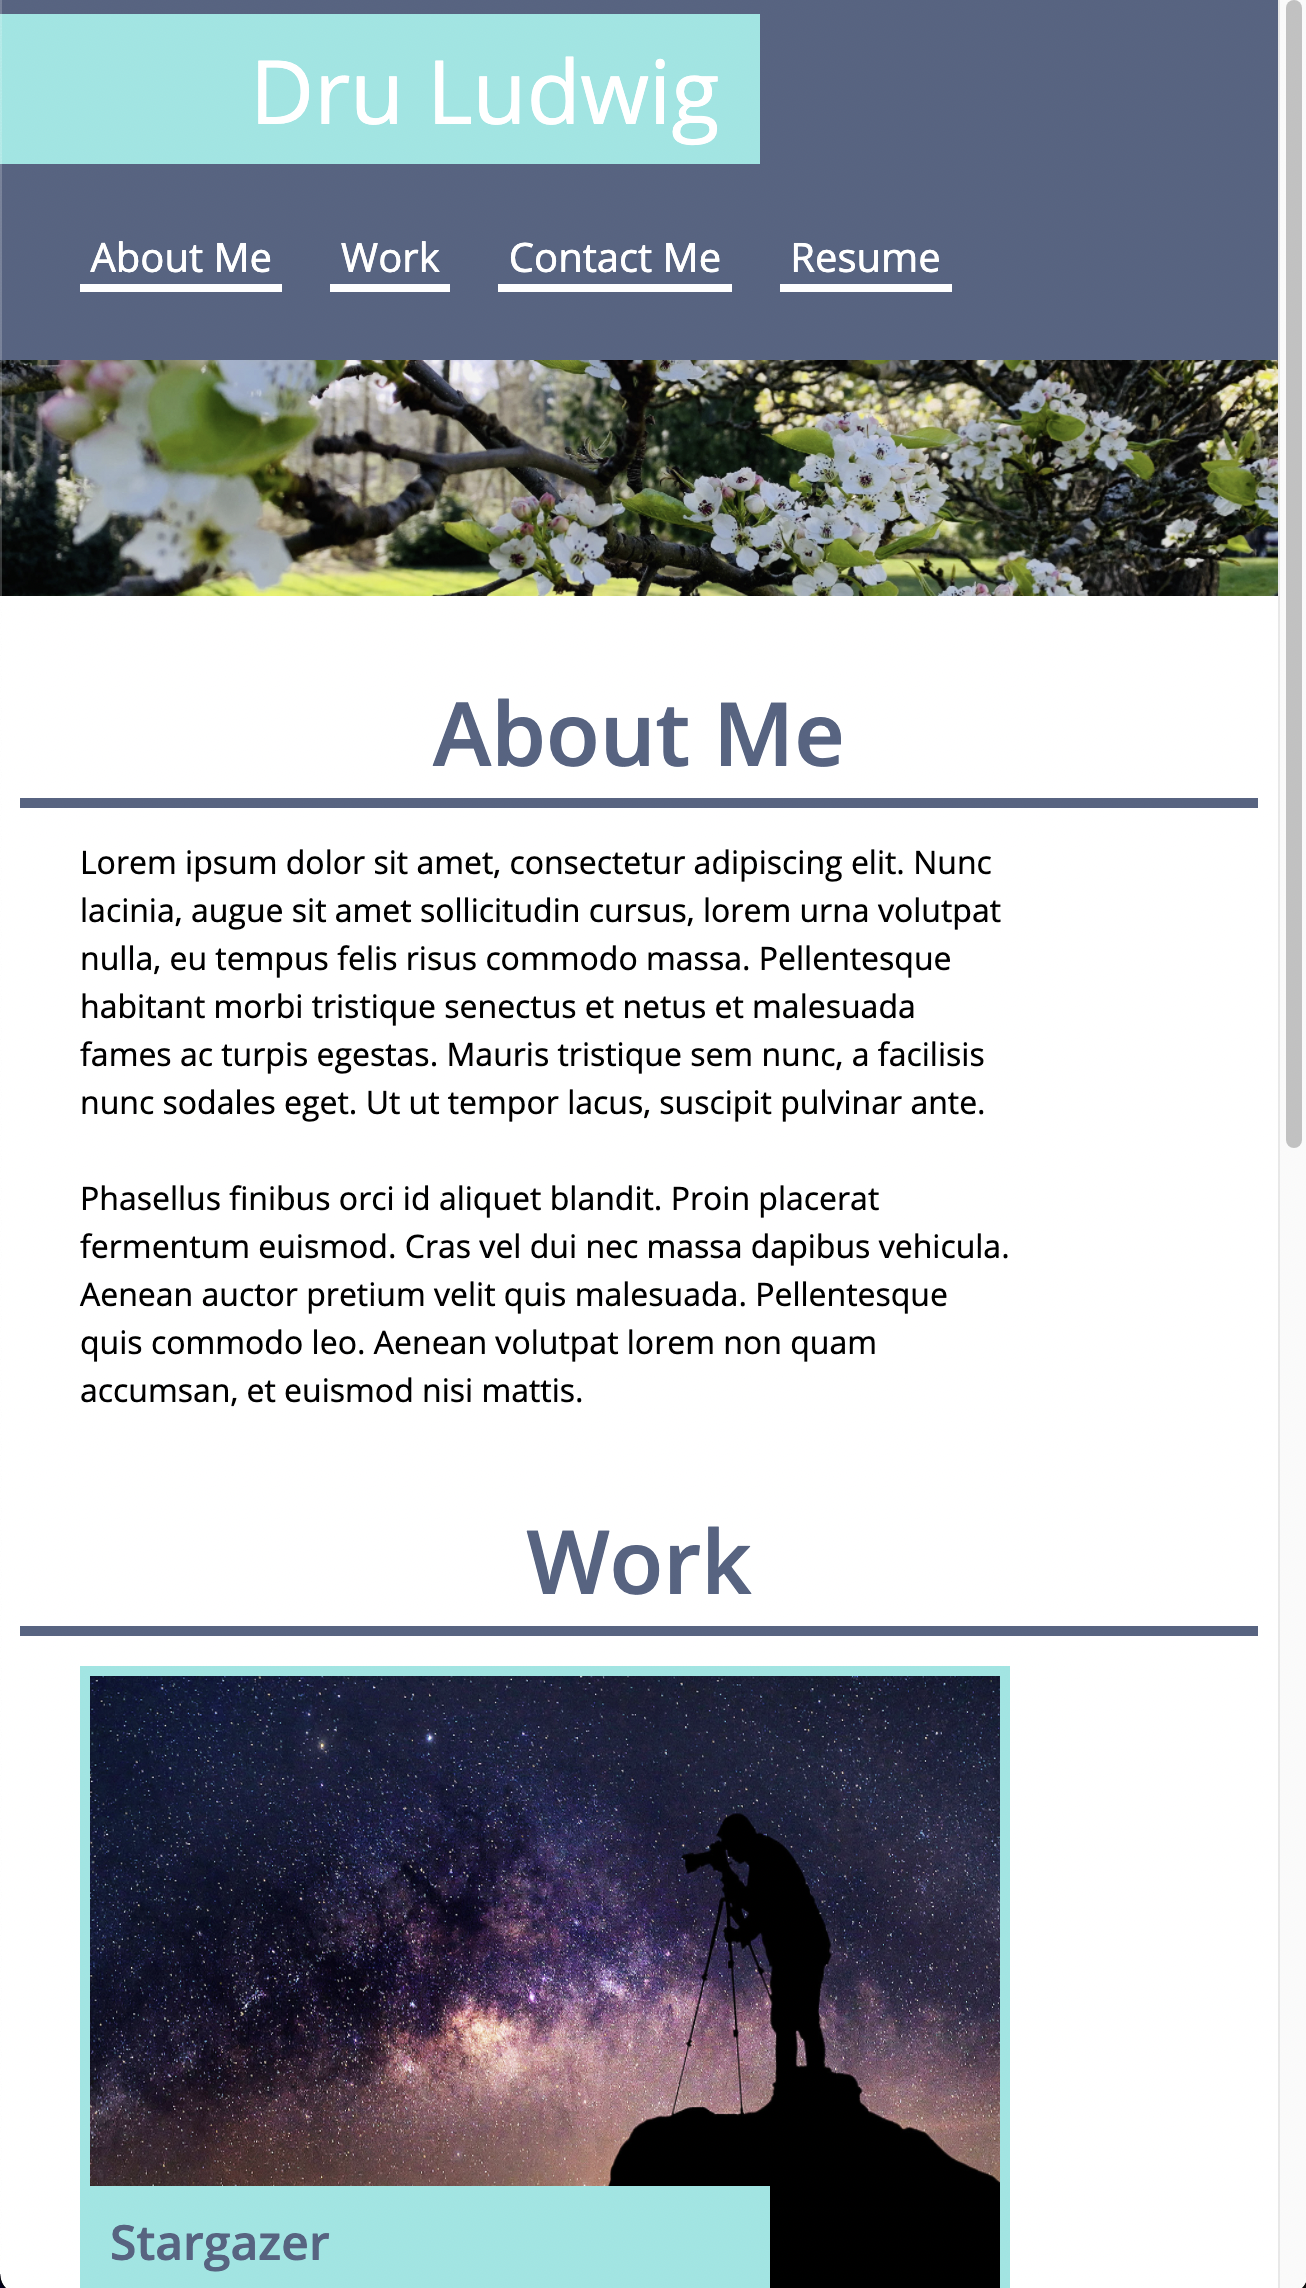 Dru Ludwig
About Me Work Contact Me Resume
About Me
Lorem ipsum dolor sit amet, consectetur adipiscing elit. Nunc
lacinia, augue sit amet sollicitudin cursus, lorem urna volutpat
nulla, eu tempus felis risus commodo massa. Pellentesque
habitant morbi tristique senectus et netus et malesuada
fames ac turpis egestas. Mauris tristique sem nunc, a facilisis
nunc sodales eget. Ut ut tempor lacus, suscipit pulvinar ante.
Phasellus finibus orci id aliquet blandit. Proin placerat
fermentum euismod. Cras vel dui nec massa dapibus vehicula.
Aenean auctor pretium velit quis malesuada. Pellentesque
quis commodo leo. Aenean volutpat lorem non quam
accumsan, et euismod nisi mattis.
Work
Stargazer